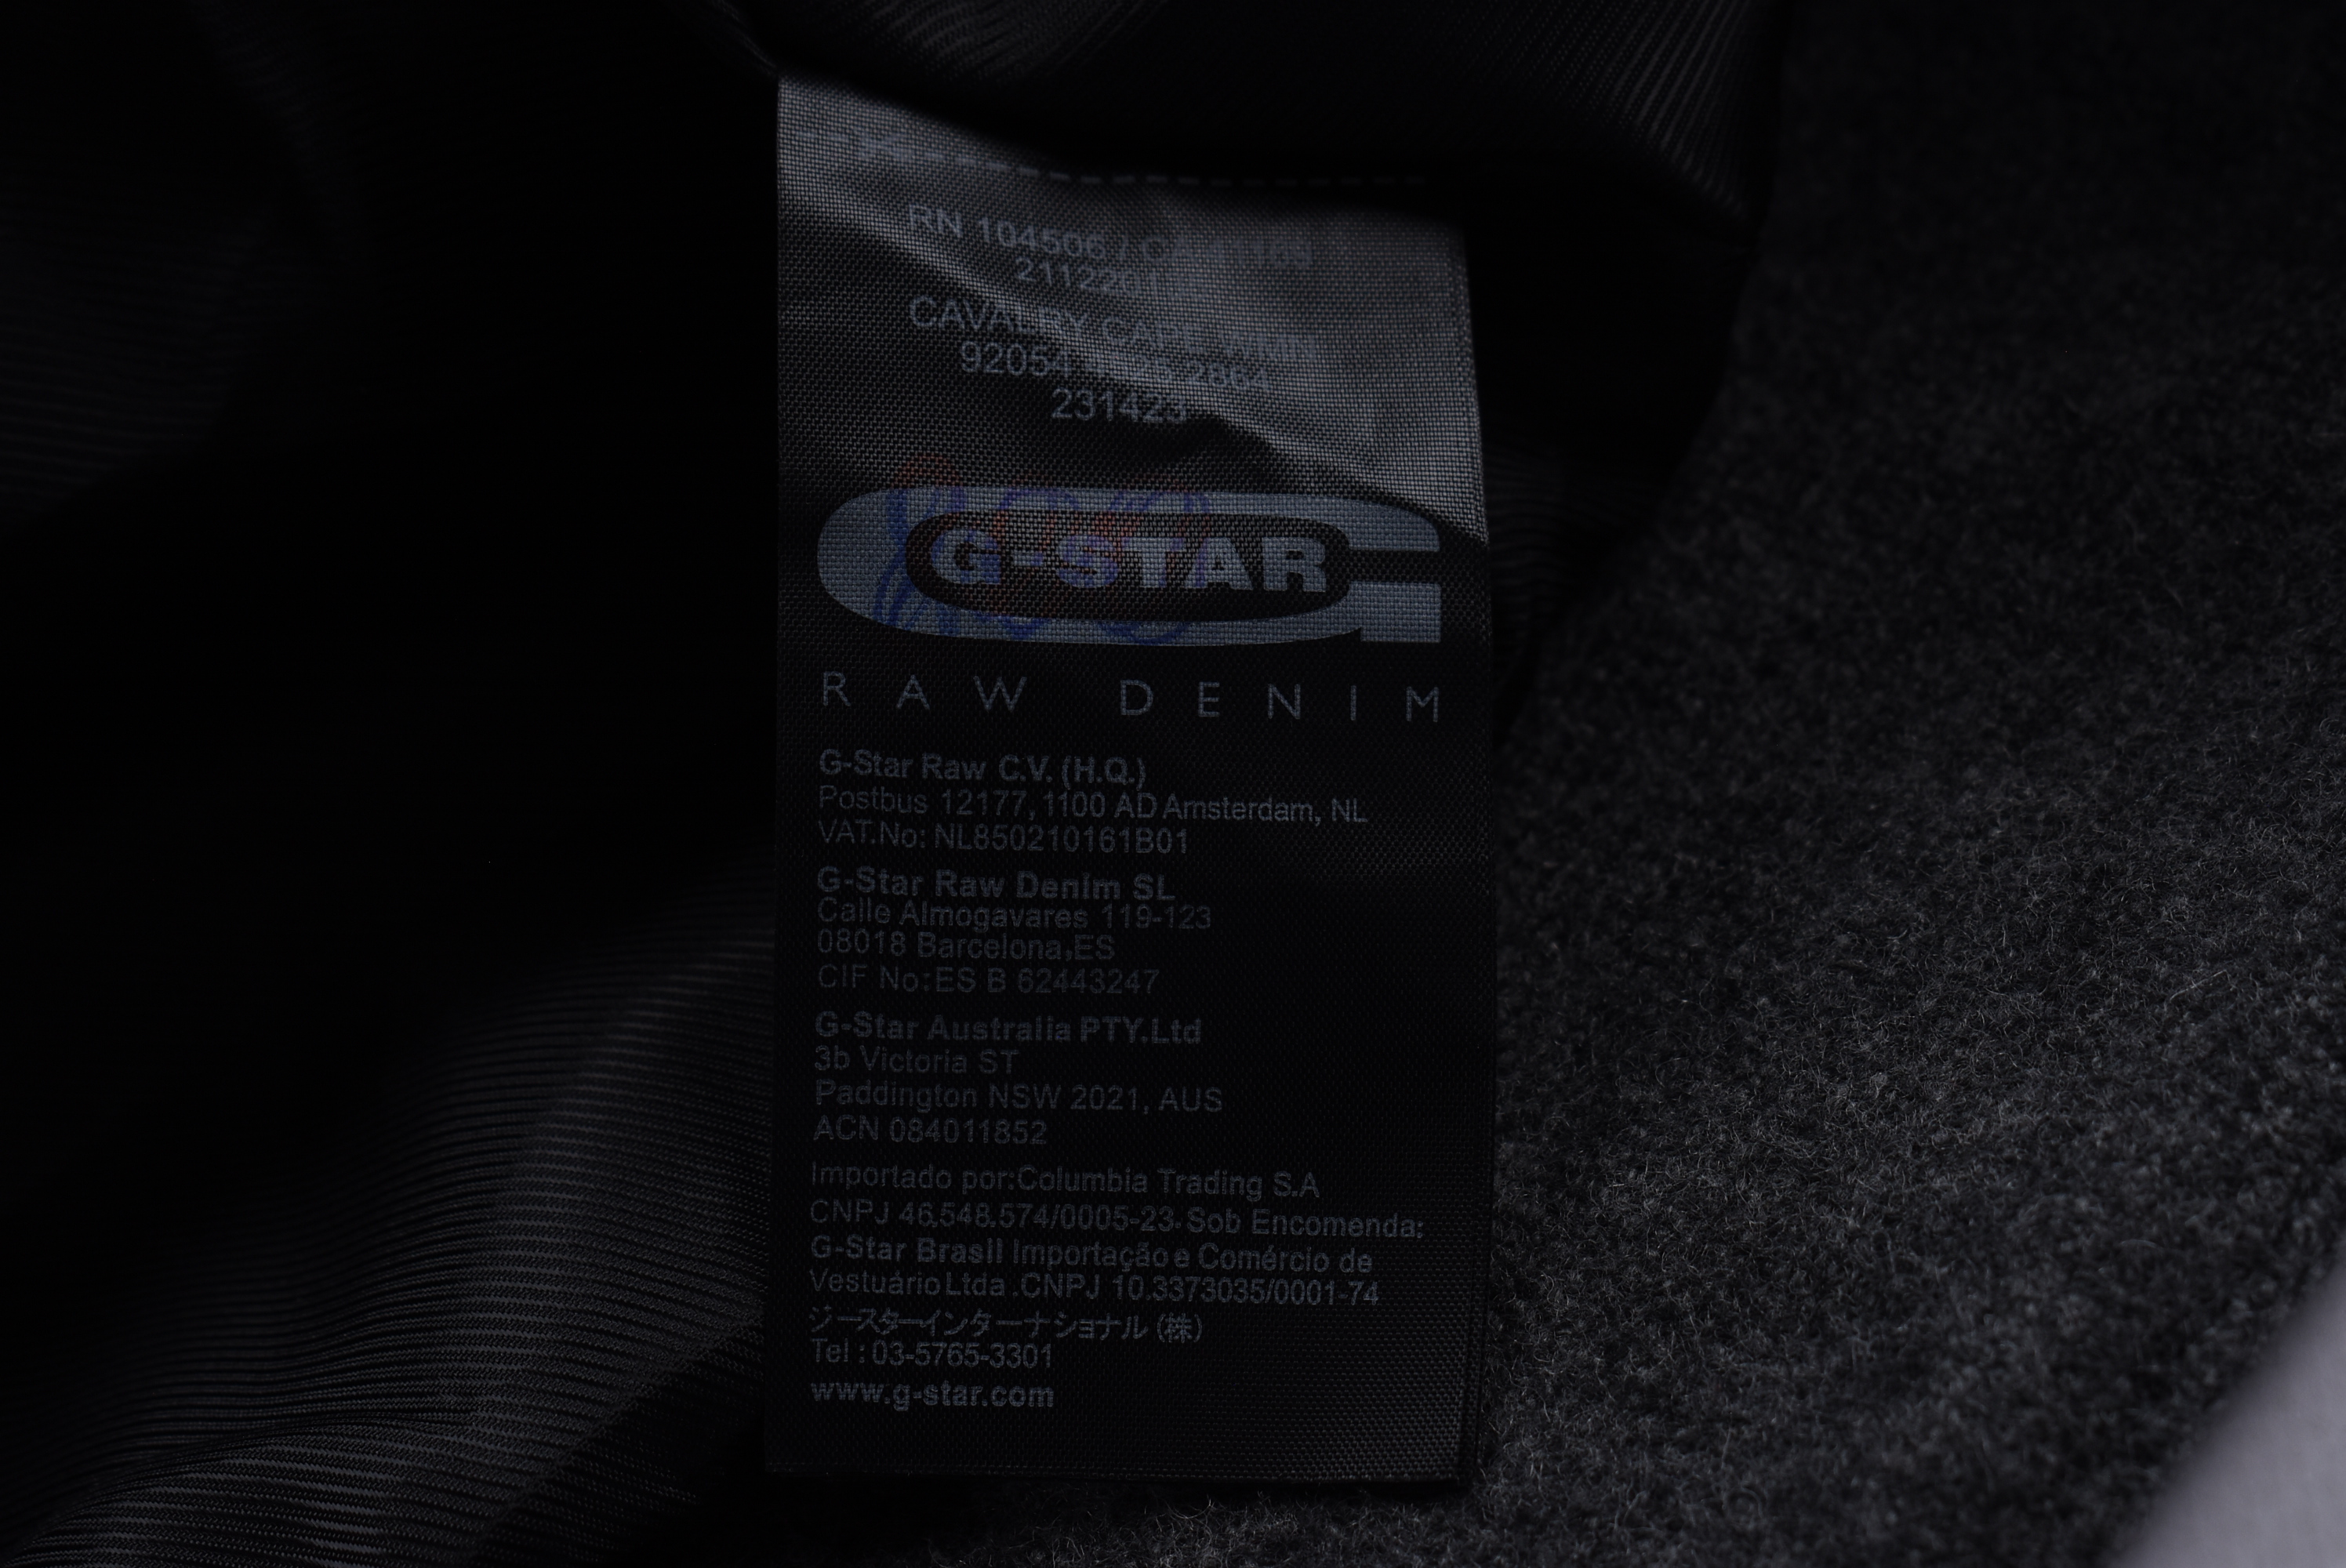 RN 104506 /
CAVALRY CAPE WMN
231423
G-STAR
RAW DENIM
G-Star Raw C.V. (H.Q.)
Postbus 12177, 1100 AD Amsterdam, NL
VAT.No: NL850210161B01
G-Star Raw Denim SL
Calle Almogavares 119-123
08018 Barcelona,ES
CIF No:ES B 62443247
G-Star Australia PTY.Ltd
3b Victoria ST
Paddington NSW 2021, AUS
ACN 084011852
Importado por:Columbia Trading S.A
CNPJ 46.548.574/0005-23. Sob Encomenda:
G-Star Brasil Importação e Comércio de
Vestuário Ltda .CNPJ 10.3373035/0001-74
ジースターインターナショナル (株)
Tel : 03-5765-3301
www.g-star.com